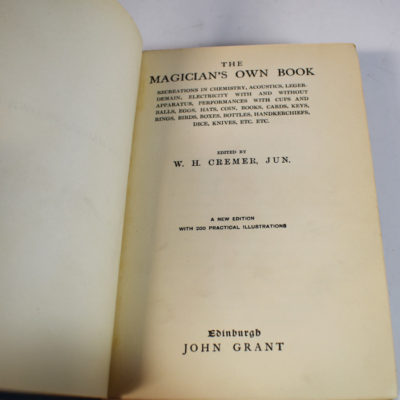 THE
MAGICIAN'S OWN BOOK
RECREATIONS IN CHEMISTRY, ACOUSTICS, LEGER-
DEMAIN, ELECTRICITY WITH AND WITHOUT
APPARATUS, PERFORMANCES WITH CUPS AND
BALLS, EGGS, HATS, COIN, BOOKS, CARDS, KEYS,
RINGS, BIRDS, BOXES, BOTTLES, HANDKERCHIEFS,
DICE, KNIVES, ETC. ETC.
EDITED BY
W. H. CREMER, JUN.
A NEW EDITION
WITH 200 PRACTICAL ILLUSTRATIONS
Edinburgh
JOHN GRANT